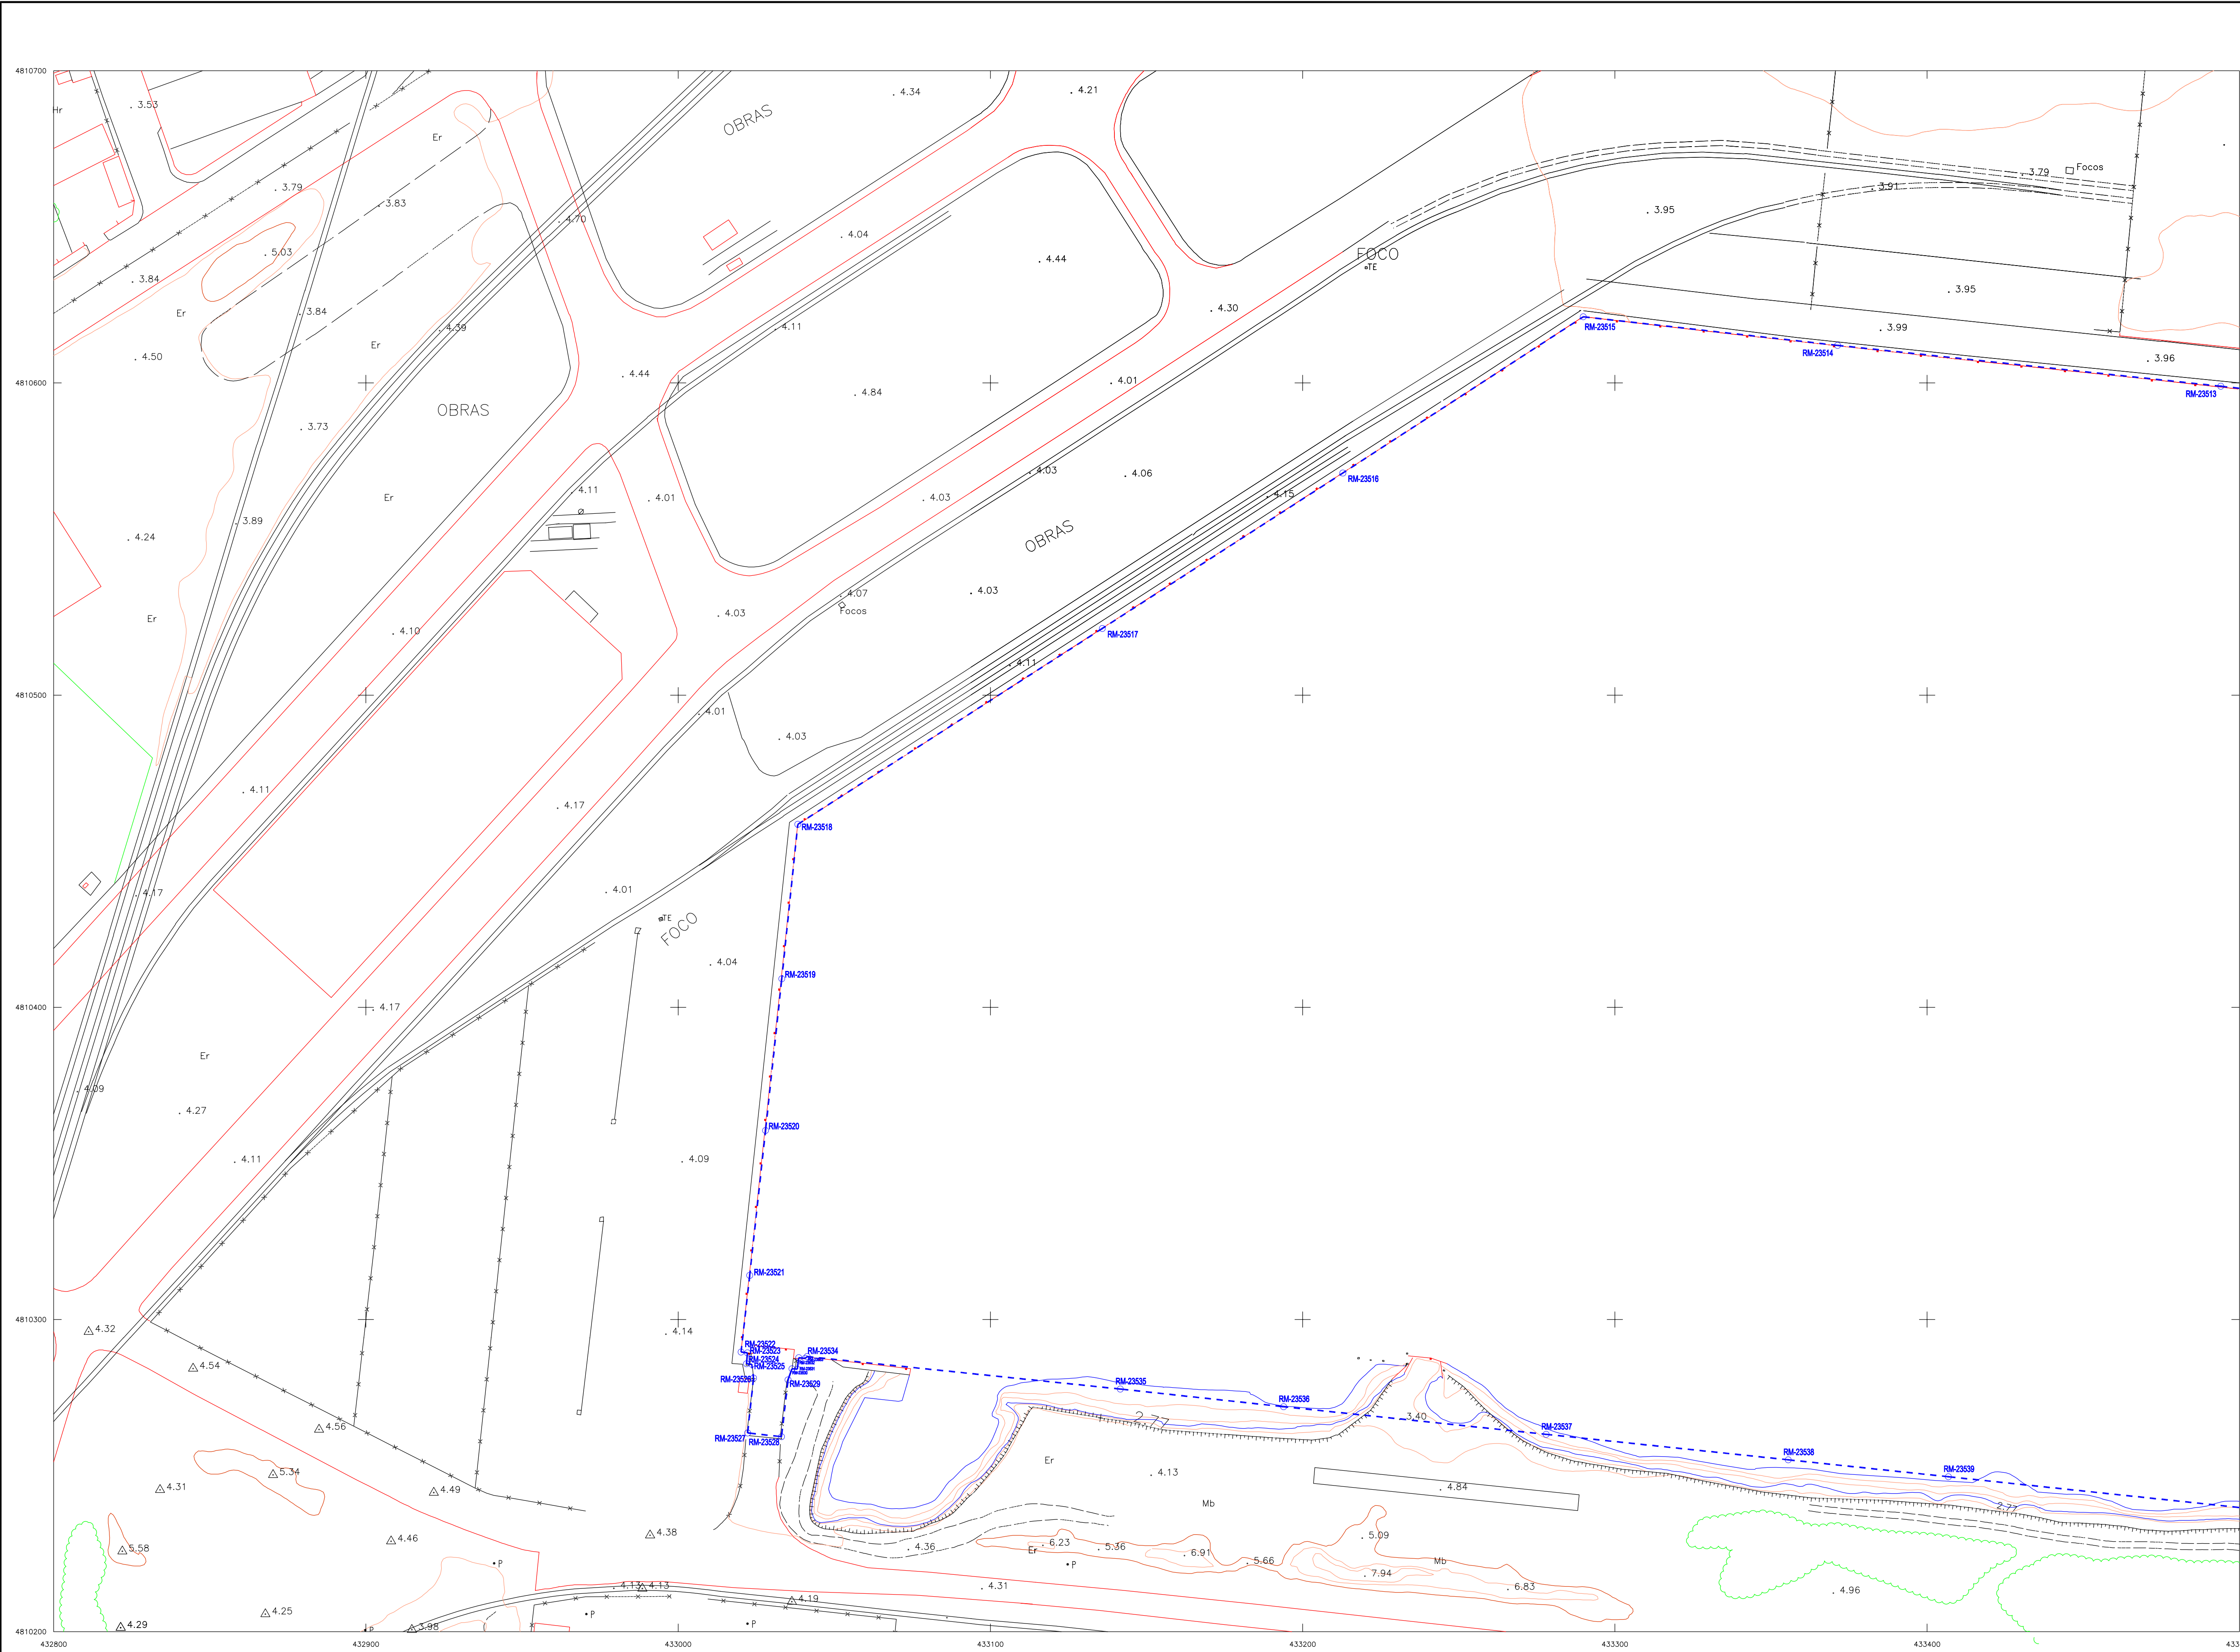 4810700
Hr
. 3.53
Er
OBRAS
. 4.34
. 4.21
. 3.79
. 3.83
. 4.70
. 4.04
. 4.44
FOCO
TE
. 3.95
. 3.91
. 3.79
Focos
. 5.03
. 3.84
Er
. 3.84
. 4.39
. 4.11
. 4.30
. 3.95
. 3.99
. 3.96
RM-23515
RM-23514
RM-23513
. 4.50
Er
. 4.44
4810600
. 4.84
. 4.01
OBRAS
. 3.73
Er
. 4.11
. 4.01
. 4.03
. 4.03
. 4.06
RM-23516
. 4.15
. 3.89
. 4.24
OBRAS
. 4.03
. 4.07
Focos
. 4.03
Er
. 4.10
RM-23517
. 4.11
4810500
. 4.01
. 4.03
. 4.11
. 4.17
RM-23518
. 4.17
. 4.01
TE
FOCO
. 4.04
RM-23519
4810400
. 4.17
Er
. 4.09
. 4.27
RM-23520
. 4.11
. 4.09
RM-23521
4810300
4.32
. 4.14
4.54
RM-23522
RM-23523
RM-23524
RM-23525
RM-23526
RM-23534
RM-23529
RM-23527
RM-23528
RM-23535
RM-23536
RM-23537
RM-23538
RM-23539
2.77
3.40
4.56
5.34
4.31
4.49
Er
. 4.13
. 4.84
Mb
2.77
4.38
4.46
5.58
. 4.36
Er
. 6.23
. 5.36
. 6.91
. 5.66
. 5.09
Mb
P
P
. 7.94
. 6.83
. 4.96
. 4.13
4.13
4.19
. 4.31
4.25
4.29
P
3.98
P
P
4810200
432800
432900
433000
433100
433200
433300
433400